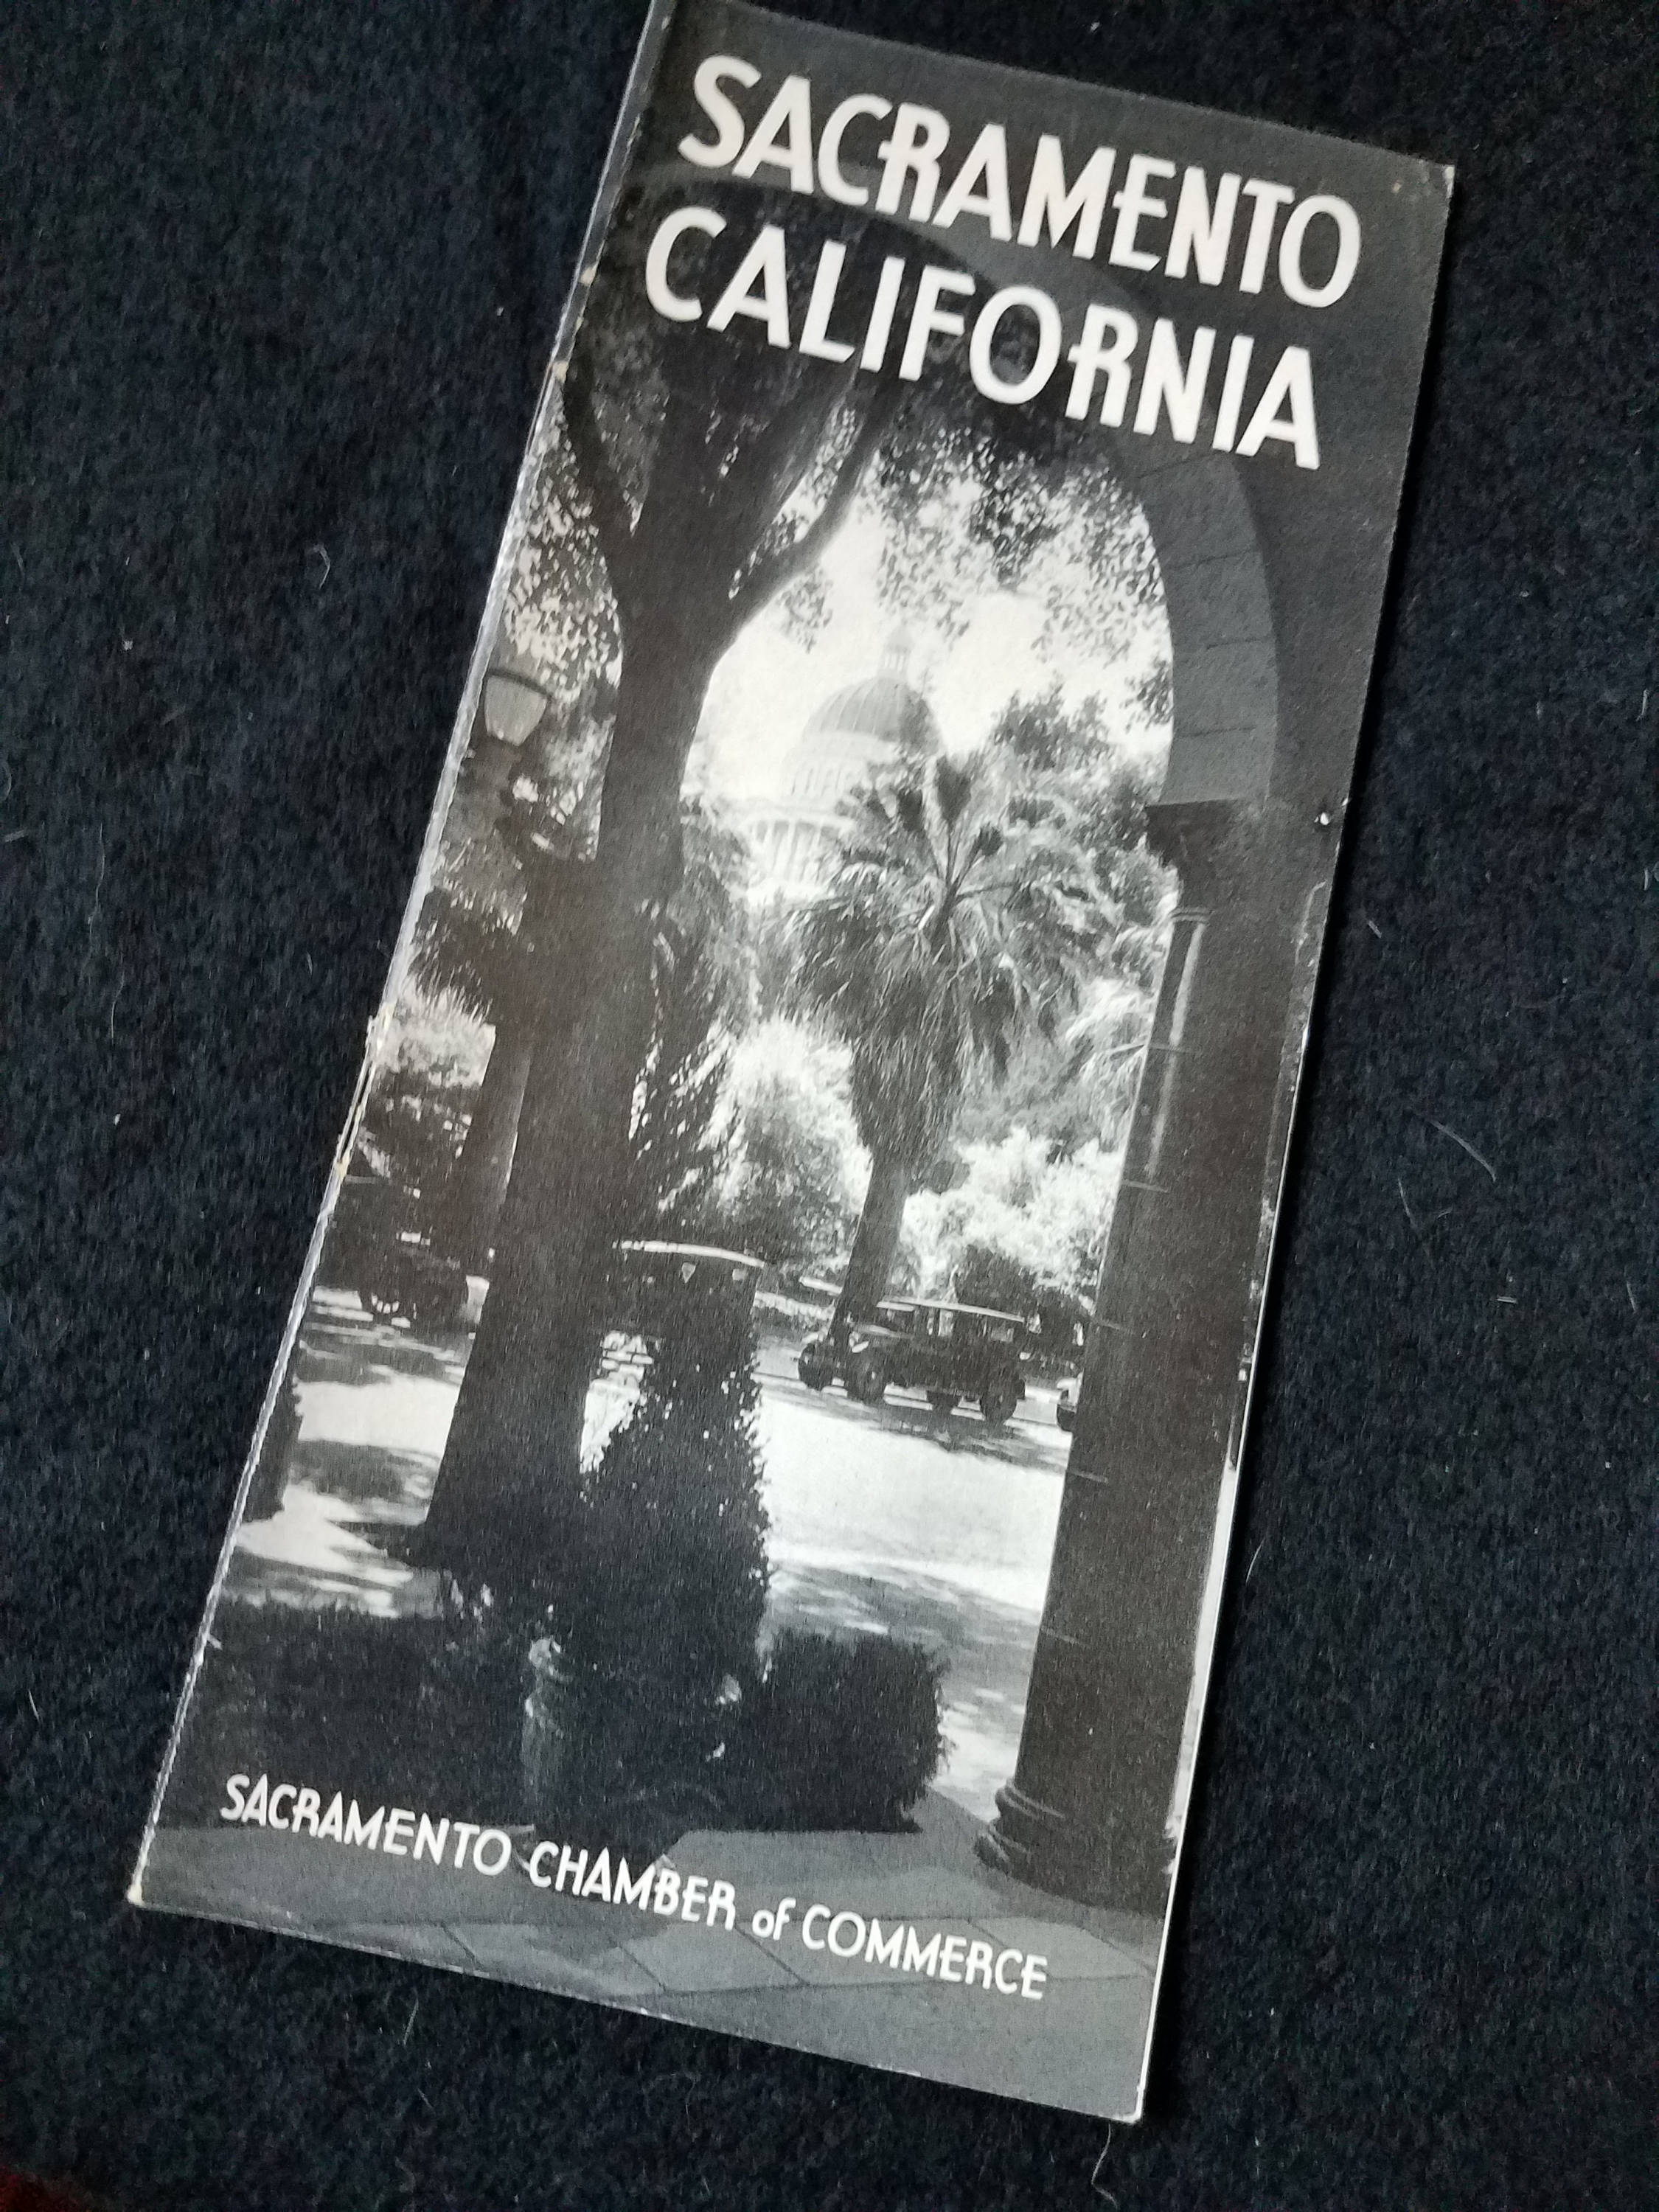 SACRAMENTO
CALIFORNIA
SACRAMENTO CHAMBER of COMMERCE